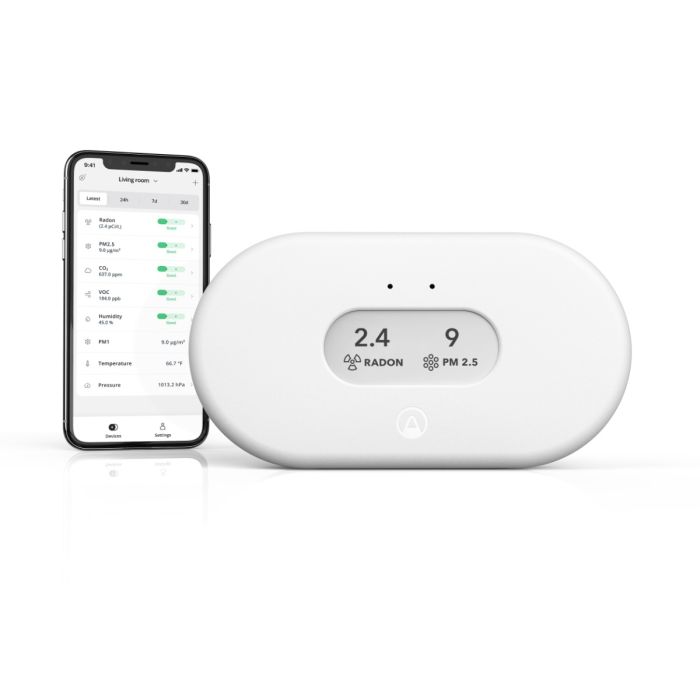 9:41
Living room
Latest 24h 7d 30d
Radon
(2.4 pCi/L)
Good
PM2.5
9.0 µg/m³
Good
CO₂
637.0 ppm
Good
VOC
184.0 ppb
Good
Humidity
45.0 %
Good
PM1 9.0 µg/m³
Temperature 66.7 °F
Pressure 1013.2 hPa
Devices Settings
2.4 9
RADON PM 2.5